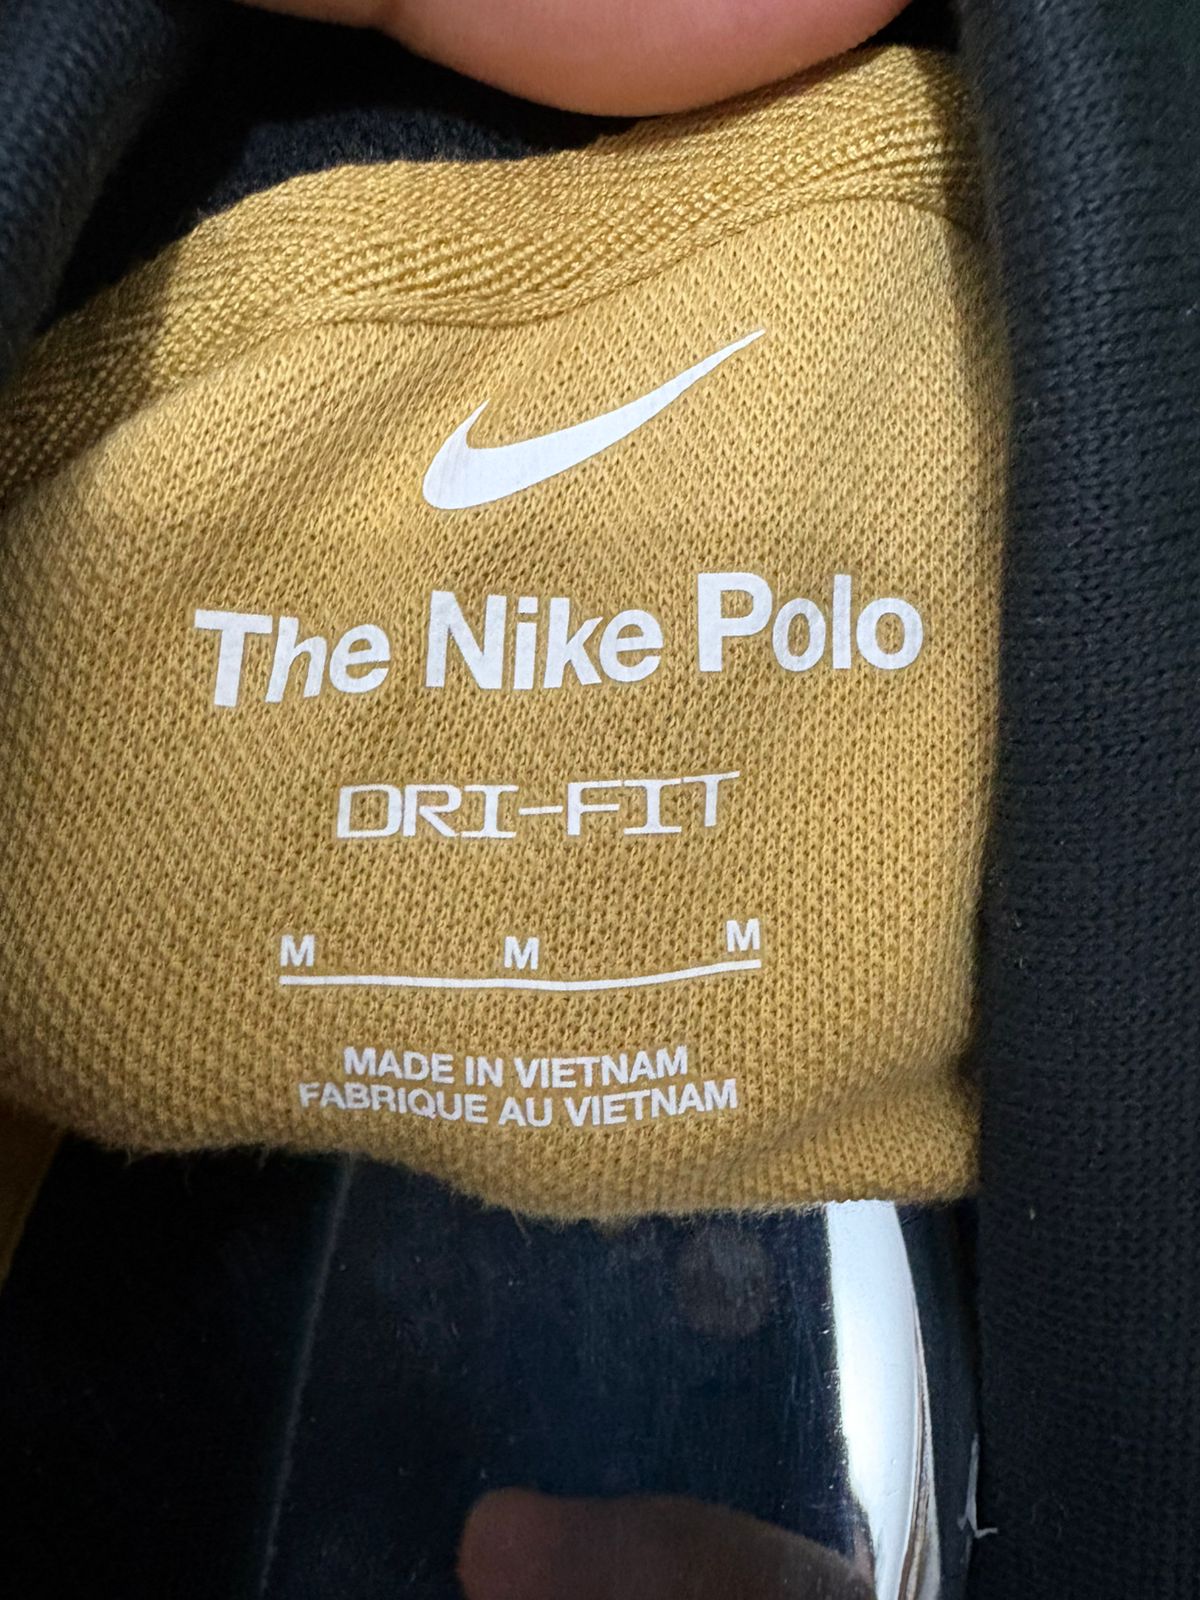 The Nike Polo
DRI-FIT
M M M
MADE IN VIETNAM
FABRIQUE AU VIETNAM